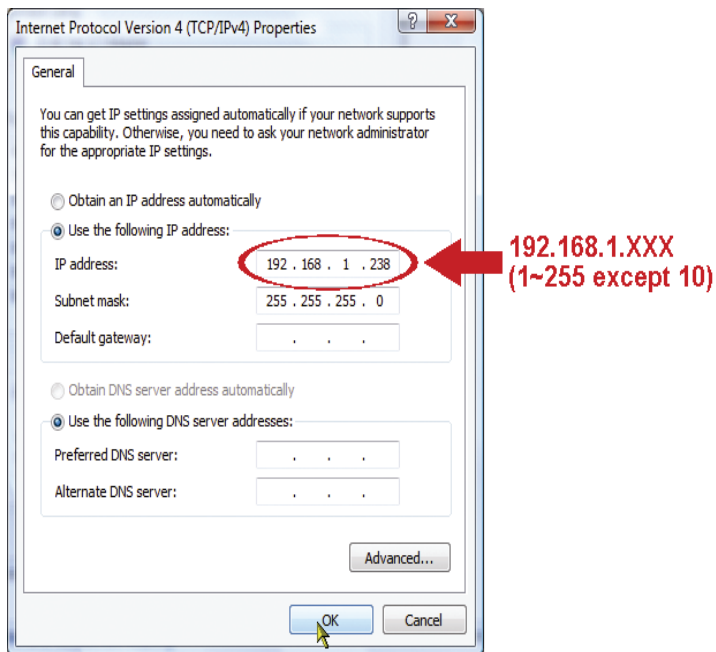 Internet Protocol Version 4 (TCP/IPv4) Properties
General
You can get IP settings assigned automatically if your network supports
this capability. Otherwise, you need to ask your network administrator
for the appropriate IP settings.
Obtain an IP address automatically
Use the following IP address:
IP address: 192 . 168 . 1 . 238
192.168.1.XXX
(1~255 except 10)
Subnet mask: 255 . 255 . 255 . 0
Default gateway: . . .
Obtain DNS server address automatically
Use the following DNS server addresses:
Preferred DNS server: . . .
Alternate DNS server: . . .
Advanced...
OK Cancel